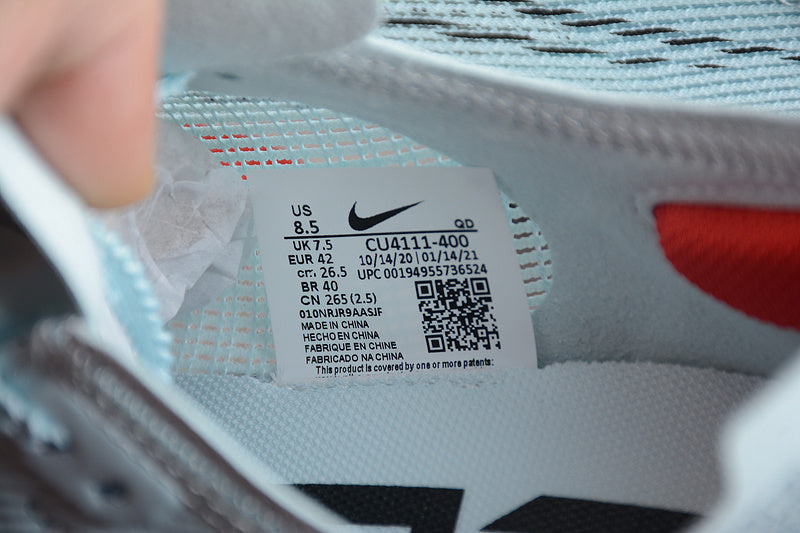 US
8.5
QD
UK 7.5
CU4111-400
EUR 42
10/14/20 | 01/14/21
cm 26.5
UPC 00194955736524
BR 40
CN 265 (2.5)
010NRJR9AASJF
MADE IN CHINA
HECHO EN CHINA
FABRIQUE EN CHINE
FABRICADO NA CHINA
This product is covered by one or more patents: